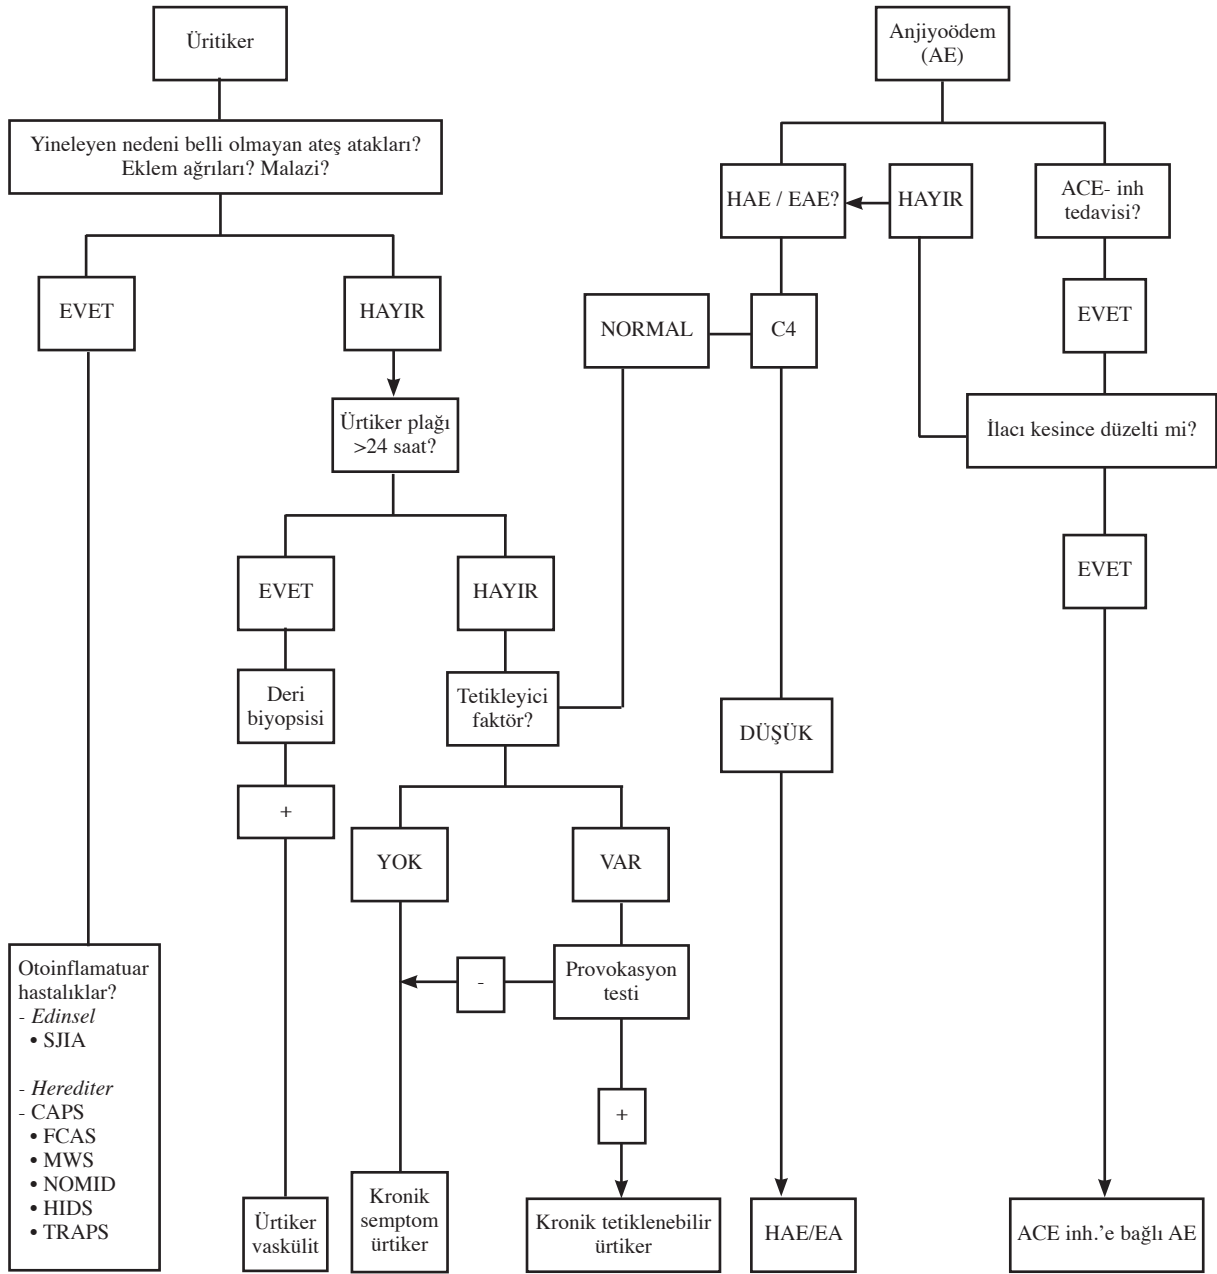 Üritiker
Anjiyoödem
(AE)
Yineleyen nedeni belli olmayan ateş atakları?
Eklem ağrıları? Malazi?
HAE / EAE?
HAYIR
ACE- inh
tedavisi?
EVET
HAYIR
NORMAL
C4
EVET
Ürtiker plağı
>24 saat?
İlacı kesince düzelti mi?
EVET
HAYIR
EVET
Deri
biyopsisi
Tetikleyici
faktör?
DÜŞÜK
+
YOK
VAR
Otoinflamatuar
hastalıklar?
- Edinsel
• SJIA
- Herediter
- CAPS
• FCAS
• MWS
• NOMID
• HIDS
• TRAPS
-
Provokasyon
testi
+
Ürtiker
vaskülit
Kronik
semptom
ürtiker
Kronik tetiklenebilir
ürtiker
HAE/EA
ACE inh.'e bağlı AE